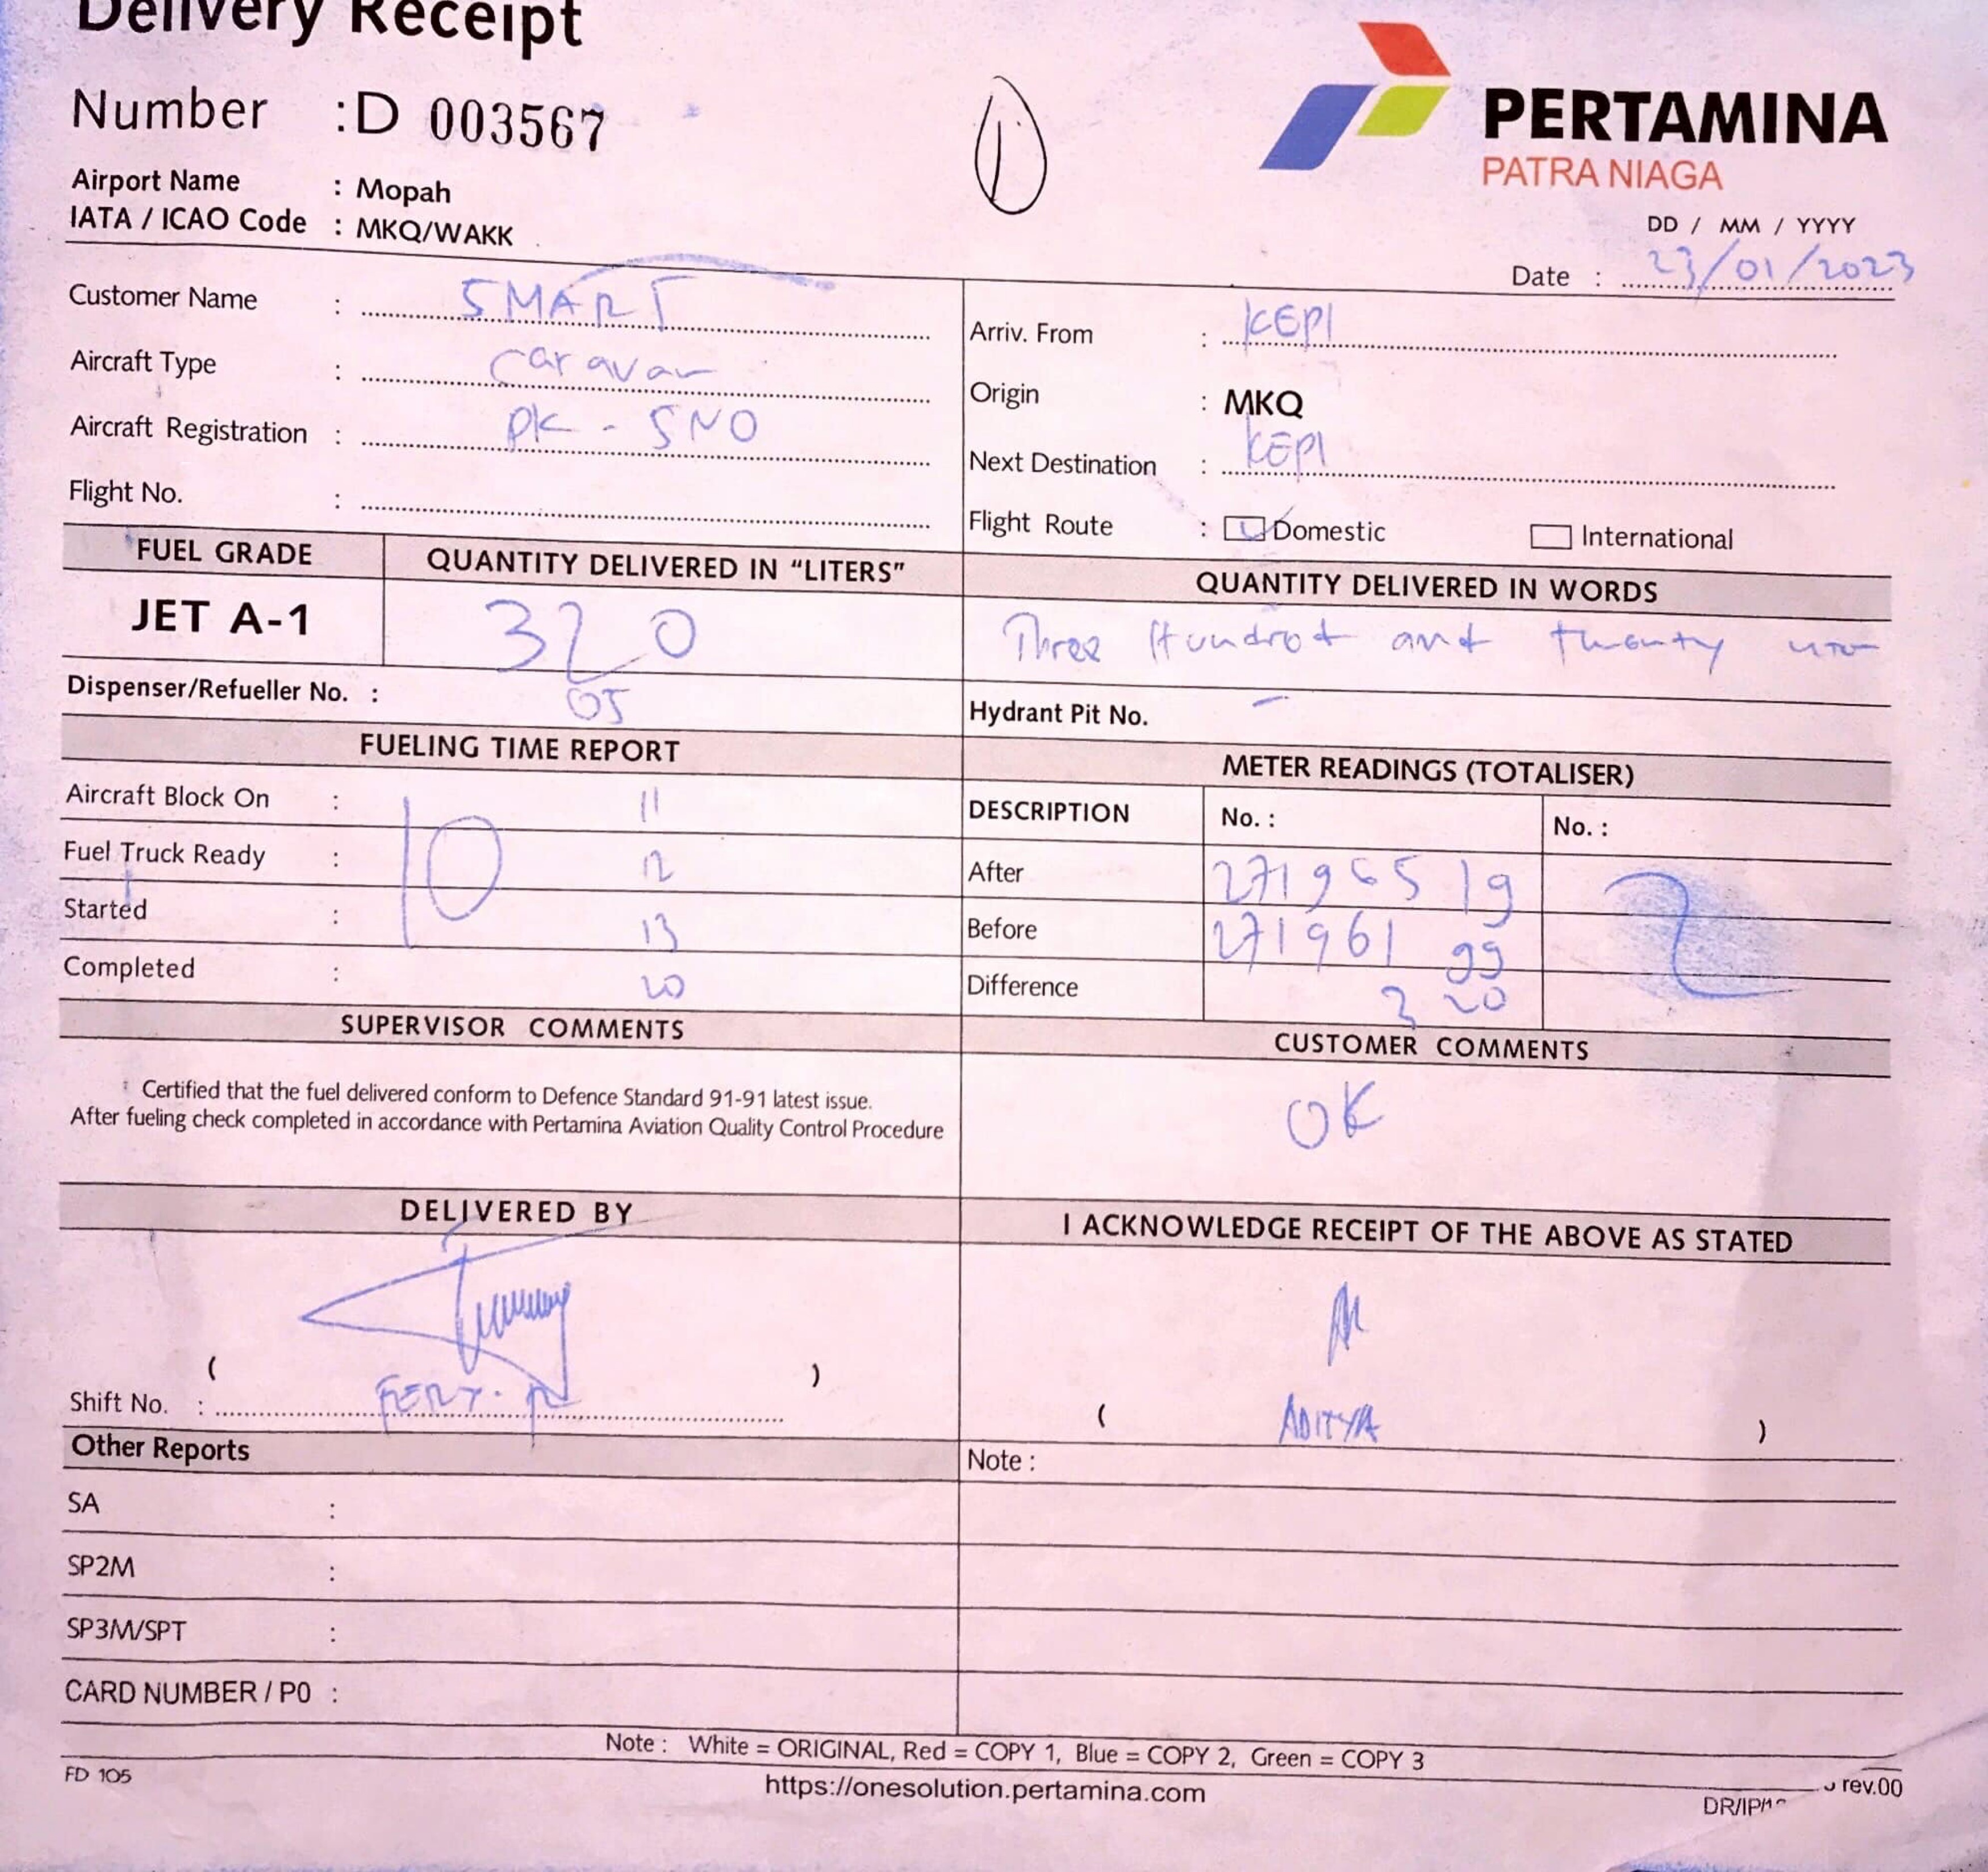 Delivery Receipt
Number : D 003567
1
PERTAMINA
PATRA NIAGA
Airport Name : Mopah
IATA / ICAO Code : MKQ/WAKK
DD / MM / YYYY
Date : 23/01/2023
Customer Name : SMART
Aircraft Type : caravan
Aircraft Registration : PK - SNO
Flight No. :
Arriv. From : KEPI
Origin : MKQ
Next Destination : KEPI
Flight Route : Domestic International
FUEL GRADE QUANTITY DELIVERED IN "LITERS" QUANTITY DELIVERED IN WORDS
JET A-1 320 Three Hundrot and twenty
Dispenser/Refueller No. : 05 Hydrant Pit No. -
FUELING TIME REPORT
Aircraft Block On : 11
Fuel Truck Ready : 10 12
Started : 13
Completed : 20
METER READINGS (TOTALISER)
DESCRIPTION No. : No. :
After 271965 19
Before 271961 99
Difference 3 20
SUPERVISOR COMMENTS
Certified that the fuel delivered conform to Defence Standard 91-91 latest issue.
After fueling check completed in accordance with Pertamina Aviation Quality Control Procedure
CUSTOMER COMMENTS
OK
DELIVERED BY
( )
Shift No. :
I ACKNOWLEDGE RECEIPT OF THE ABOVE AS STATED
( ADITYA )
Other Reports
Note :
SA :
SP2M :
SP3M/SPT :
CARD NUMBER / PO :
Note : White = ORIGINAL, Red = COPY 1, Blue = COPY 2, Green = COPY 3
FD 105
https://onesolution.pertamina.com
rev.00